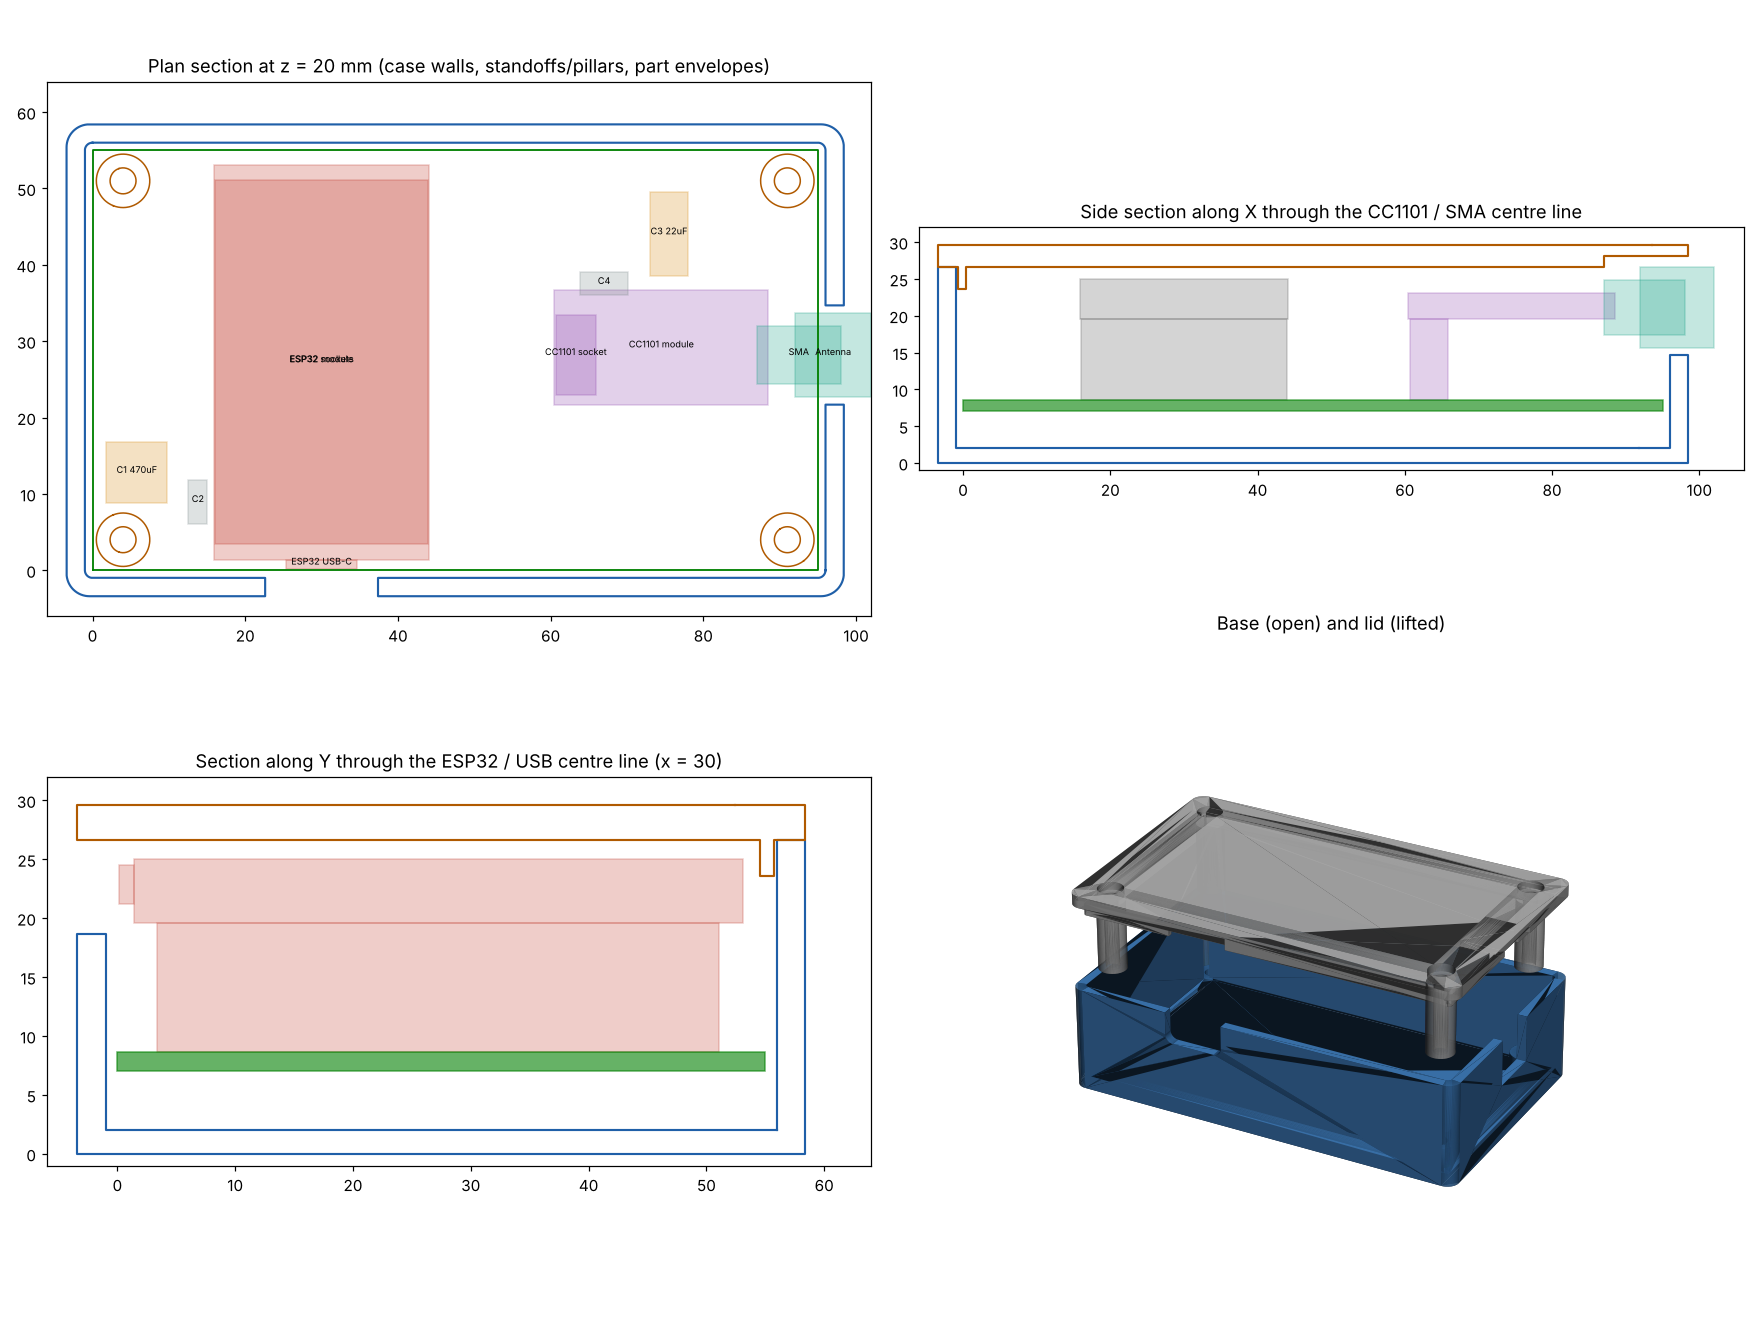 Plan section at z = 20 mm (case walls, standoffs/pillars, part envelopes)
60
50
40
30
20
10
0
C3 22uF
C4
CC1101 module
CC1101 socket
SMA Antenna
C1 470uF
C2
ESP32 USB-C
0 20 40 60 80 100
Side section along X through the CC1101 / SMA centre line
30
25
20
15
10
5
0
0 20 40 60 80 100
Section along Y through the ESP32 / USB centre line (x = 30)
30
25
20
15
10
5
0
0 10 20 30 40 50 60
Base (open) and lid (lifted)